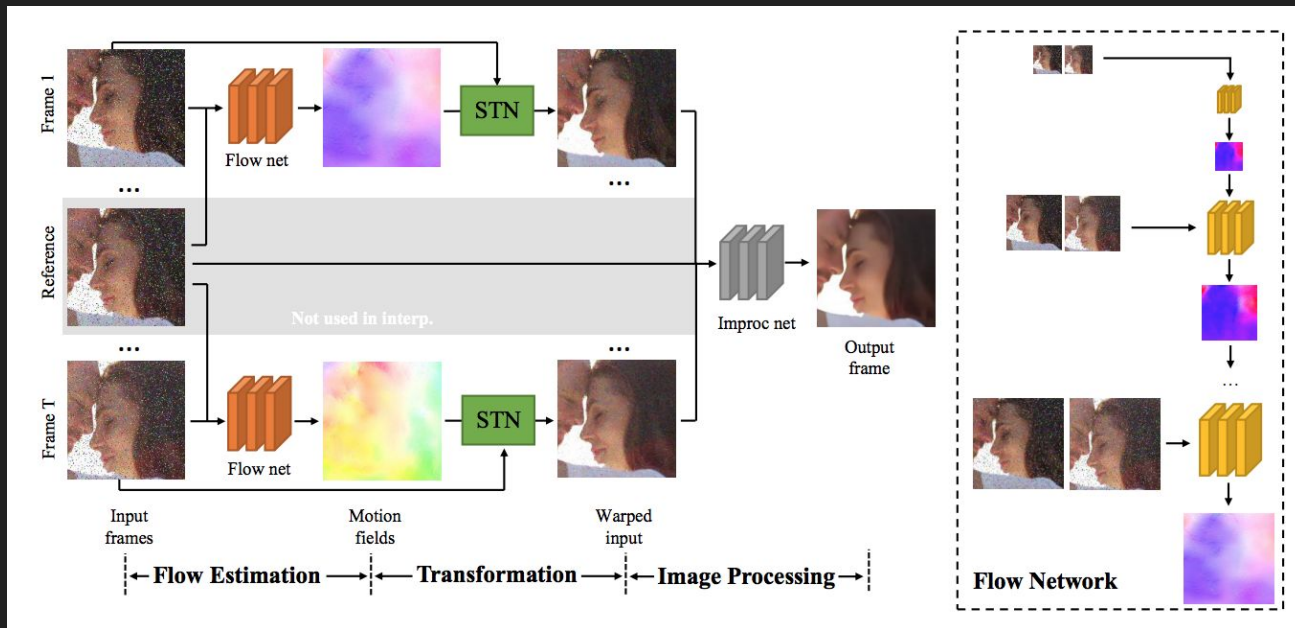 Frame 1
Flow net
STN
...
...
Reference
Not used in interp.
Improc net
Output
frame
...
...
Frame T
Flow net
STN
Input
frames
Motion
fields
Warped
input
Flow Estimation
Transformation
Image Processing
...
Flow Network